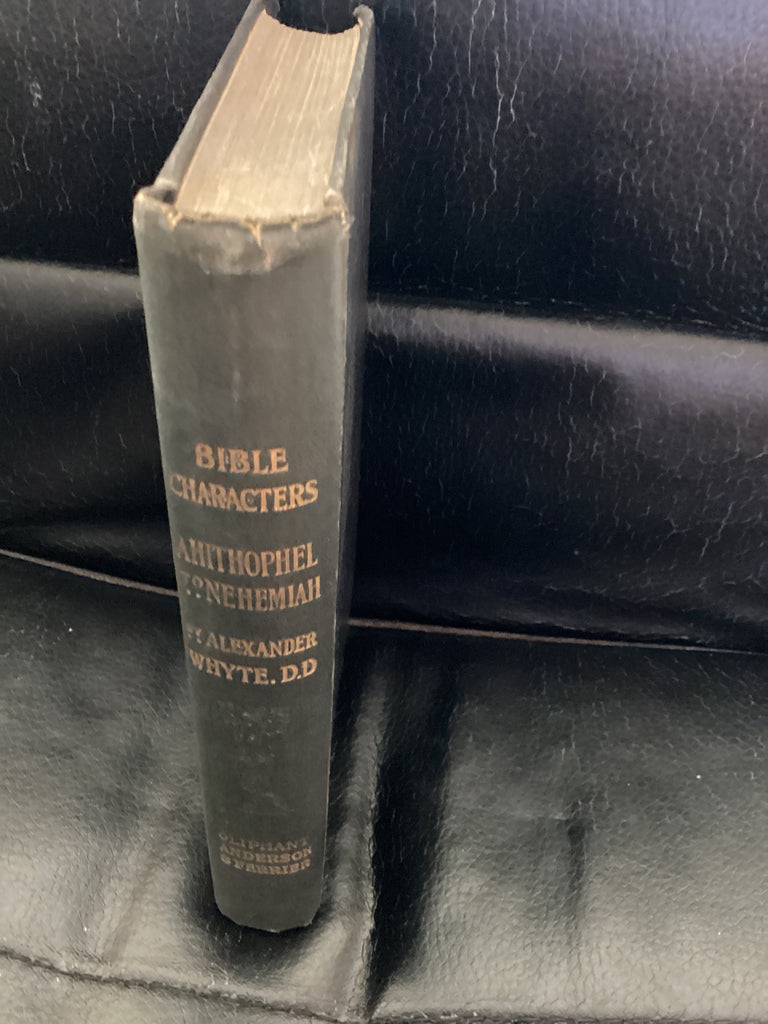 BIBLE
CHARACTERS
AHITHOPHEL
TO NEHEMIAH
BY ALEXANDER
WHYTE. D.D
OLIPHANT
ANDERSON
& FERRIER